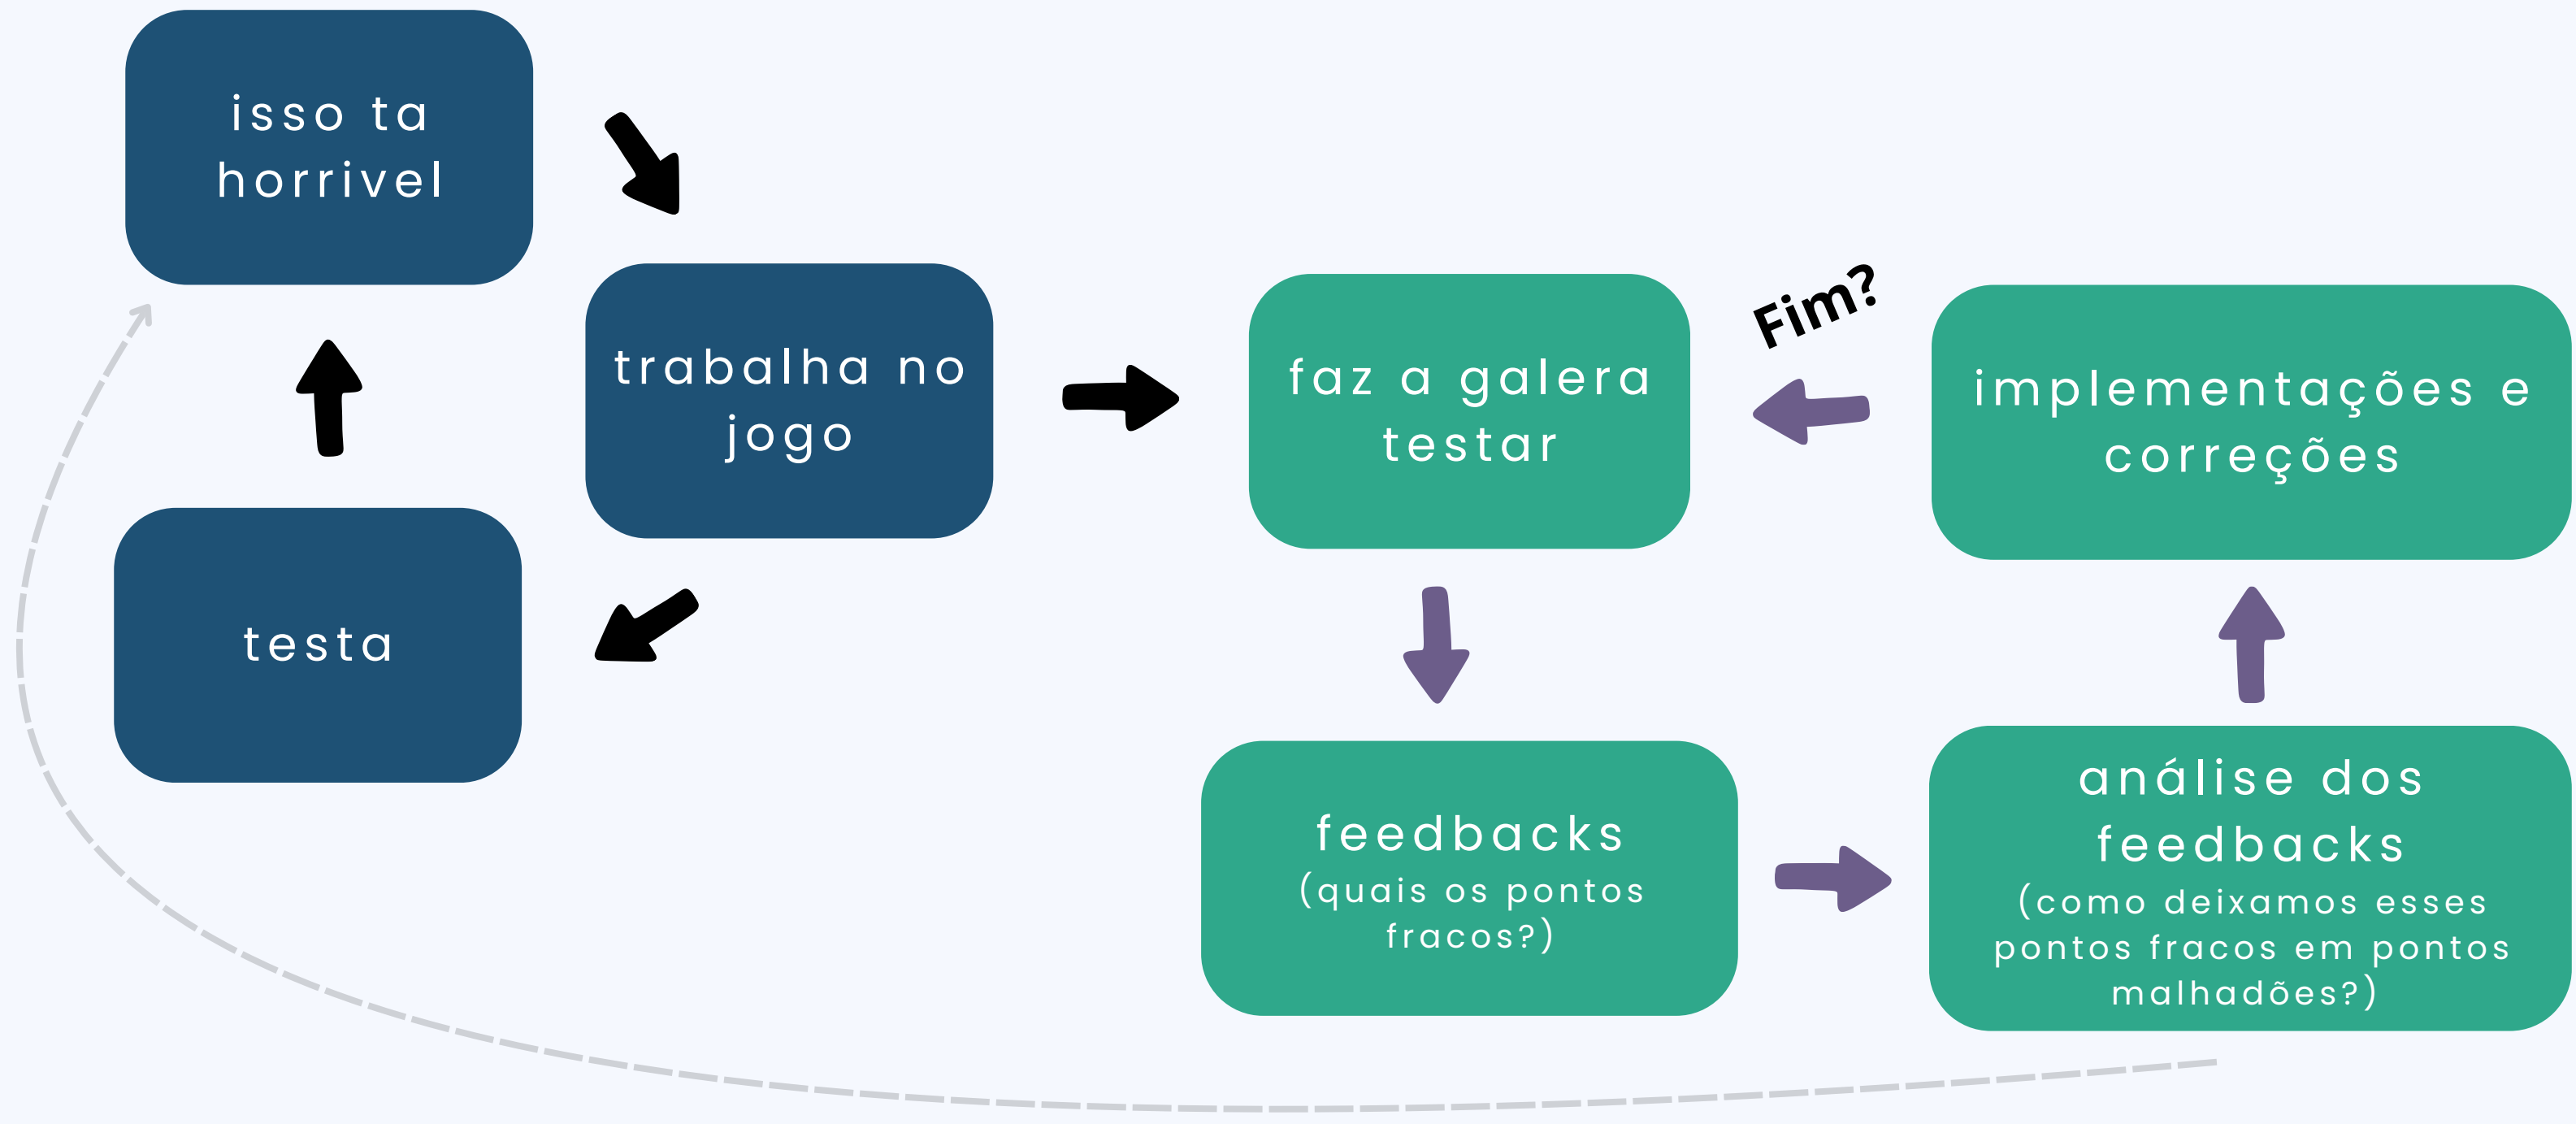 isso ta
horrivel
trabalha no
jogo
testa
faz a galera
testar
Fim?
implementações e
correções
feedbacks
(quais os pontos
fracos?)
análise dos
feedbacks
(como deixamos esses
pontos fracos em pontos
malhadões?)